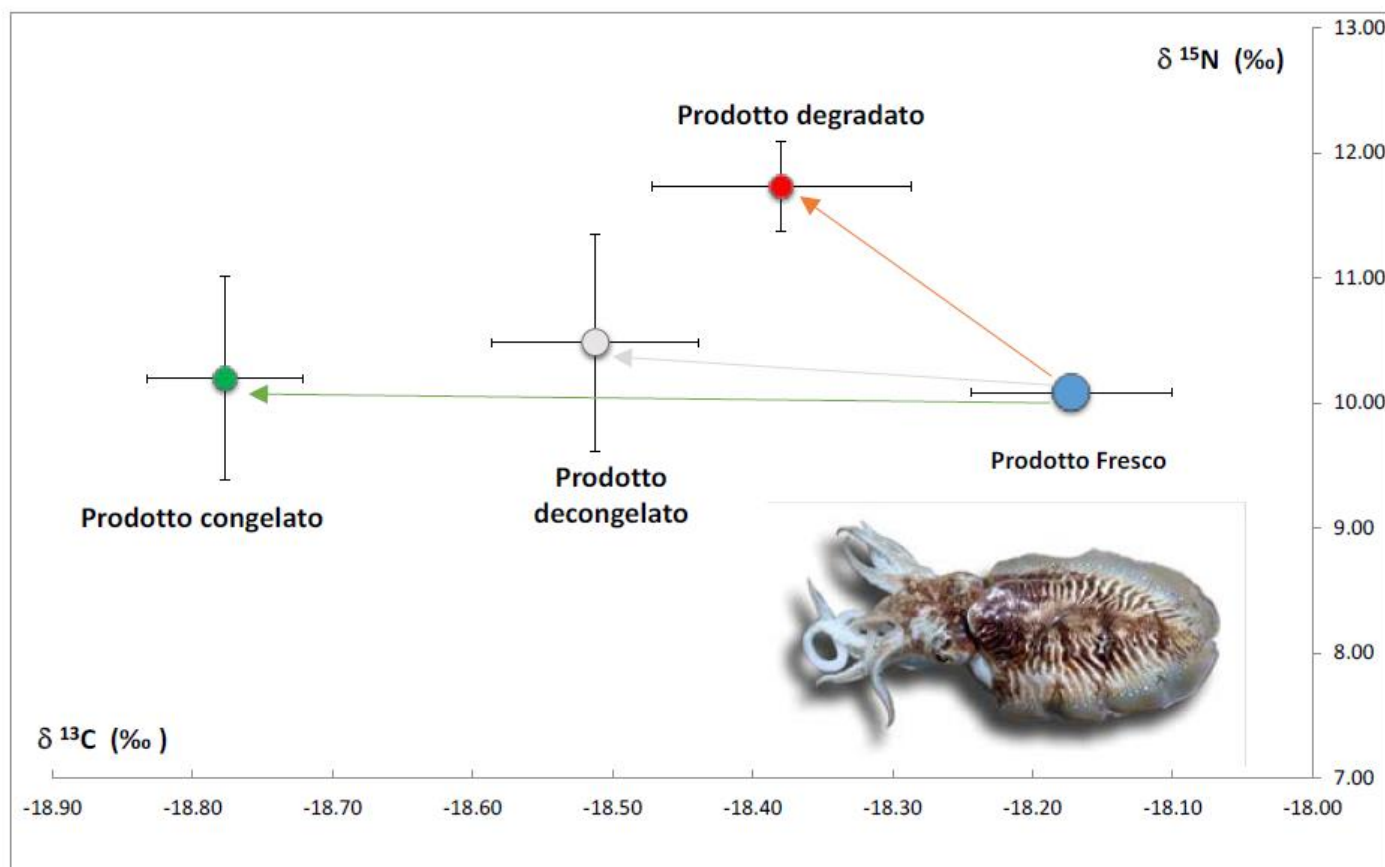 13.00
δ ¹⁵N (‰)
Prodotto degradato
12.00
11.00
10.00
Prodotto Fresco
Prodotto
decongelato
Prodotto congelato
9.00
8.00
δ ¹³C (‰ )
7.00
-18.90 -18.80 -18.70 -18.60 -18.50 -18.40 -18.30 -18.20 -18.10 -18.00